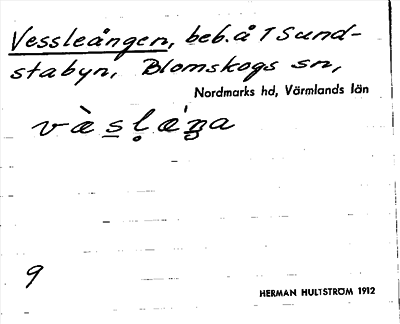 Vessleången, beb. å T Sund-
stabyn, Blomskogs sn,
Nordmarks hd, Värmlands län
9
HERMAN HULTSTRÖM 1912